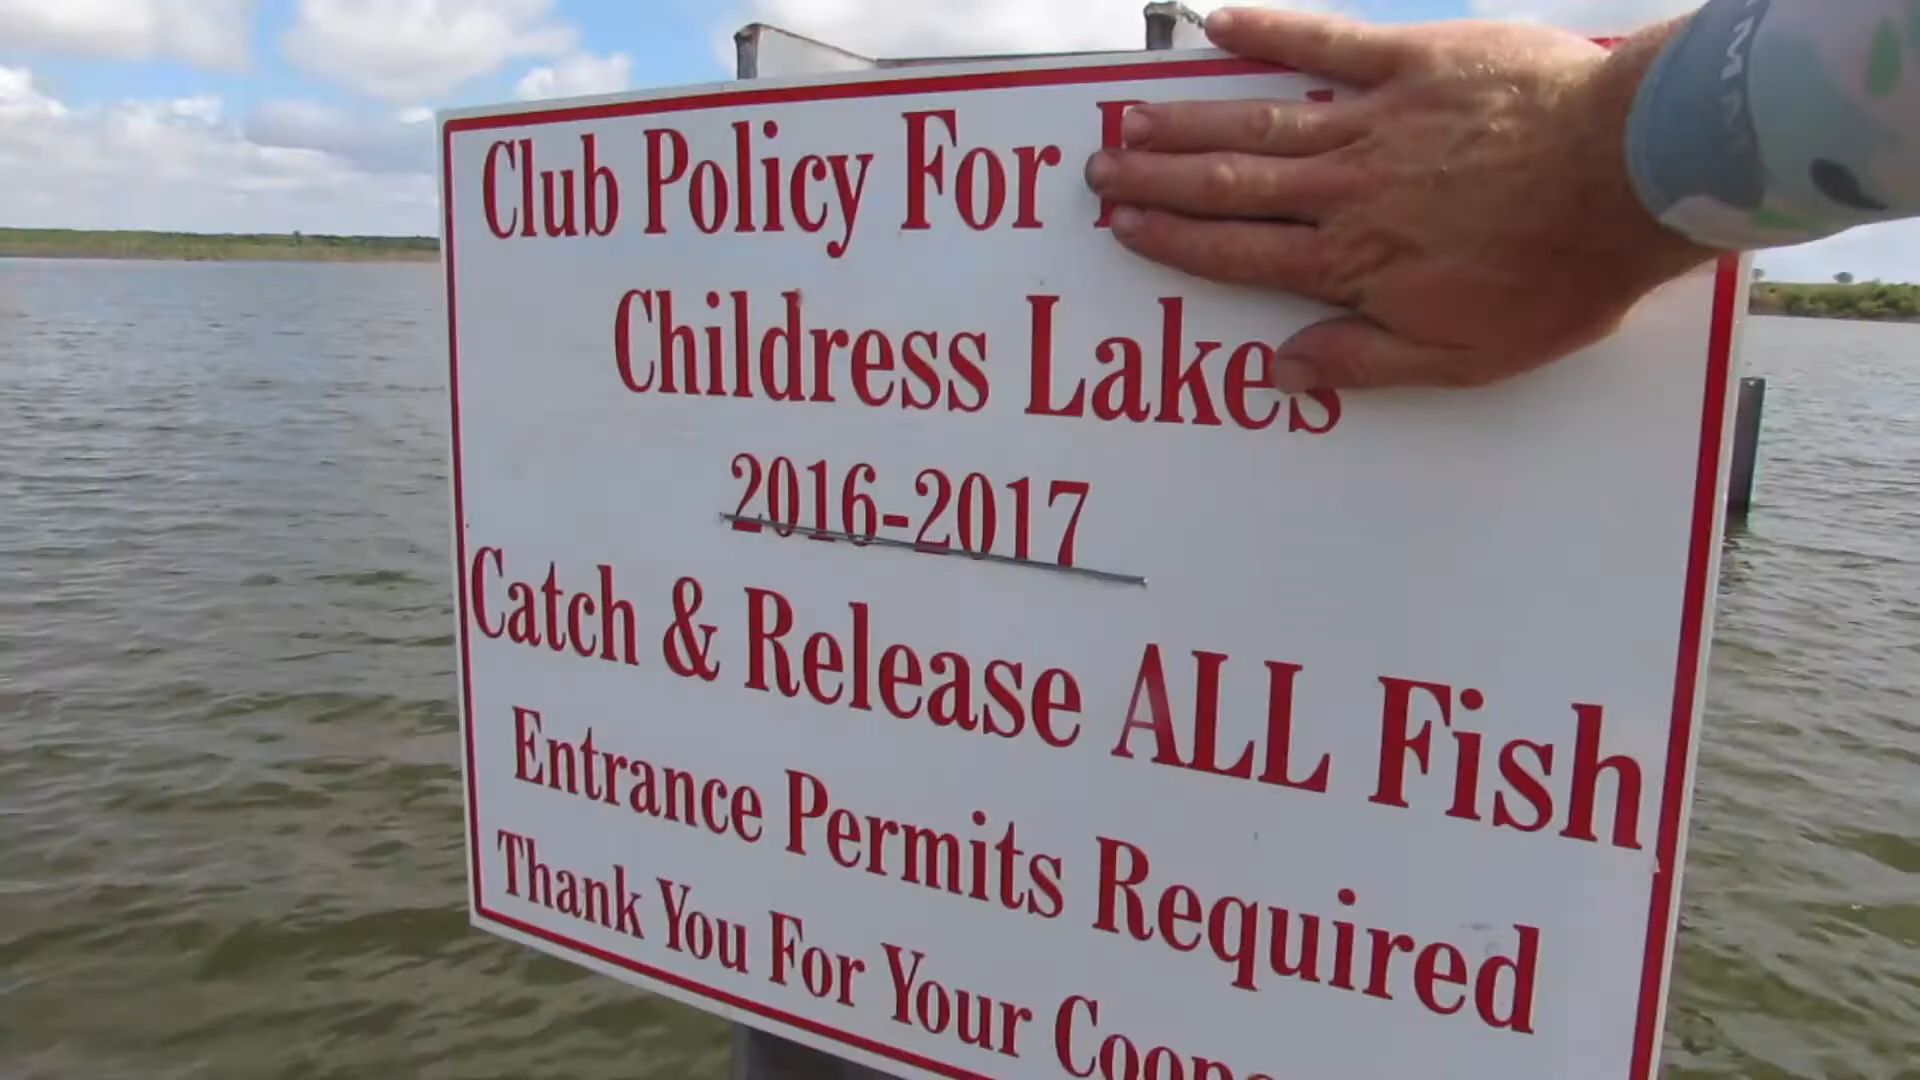 Club Policy For
Childress Lakes
2016-2017
Catch & Release ALL Fish
Entrance Permits Required
Thank You For Your